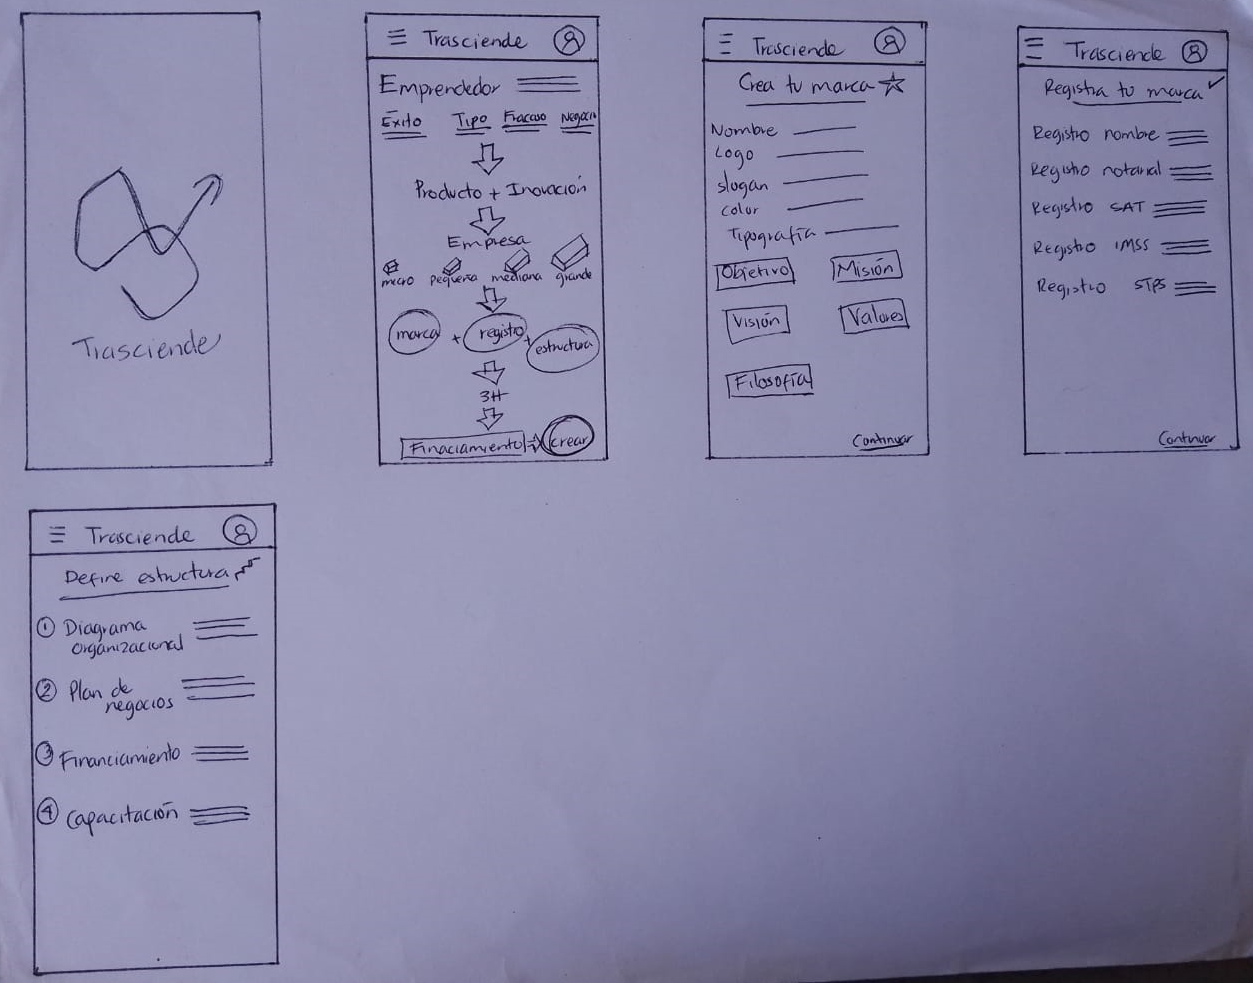 Trasciende
Trasciende
Emprendedor
Exito Tipo Fracaso Negocio
Producto + Inovación
Empresa
micro pequeña mediana grande
marca + registro + estructura
3H
Finaciamiento crear
Trasciende
Crea tu marca
Nombre
Logo
slogan
color
Tipografía
Objetivo Misión
Visión Valores
Filosofía
Continuar
Trasciende
Registra tu marca
Registro nombre
Registro notarial
Registro SAT
Registro IMSS
Registro STPS
Continuar
Trasciende
Define estructura
1 Diagrama
organizacional
2 Plan de
negocios
3 Financiamiento
4 Capacitación